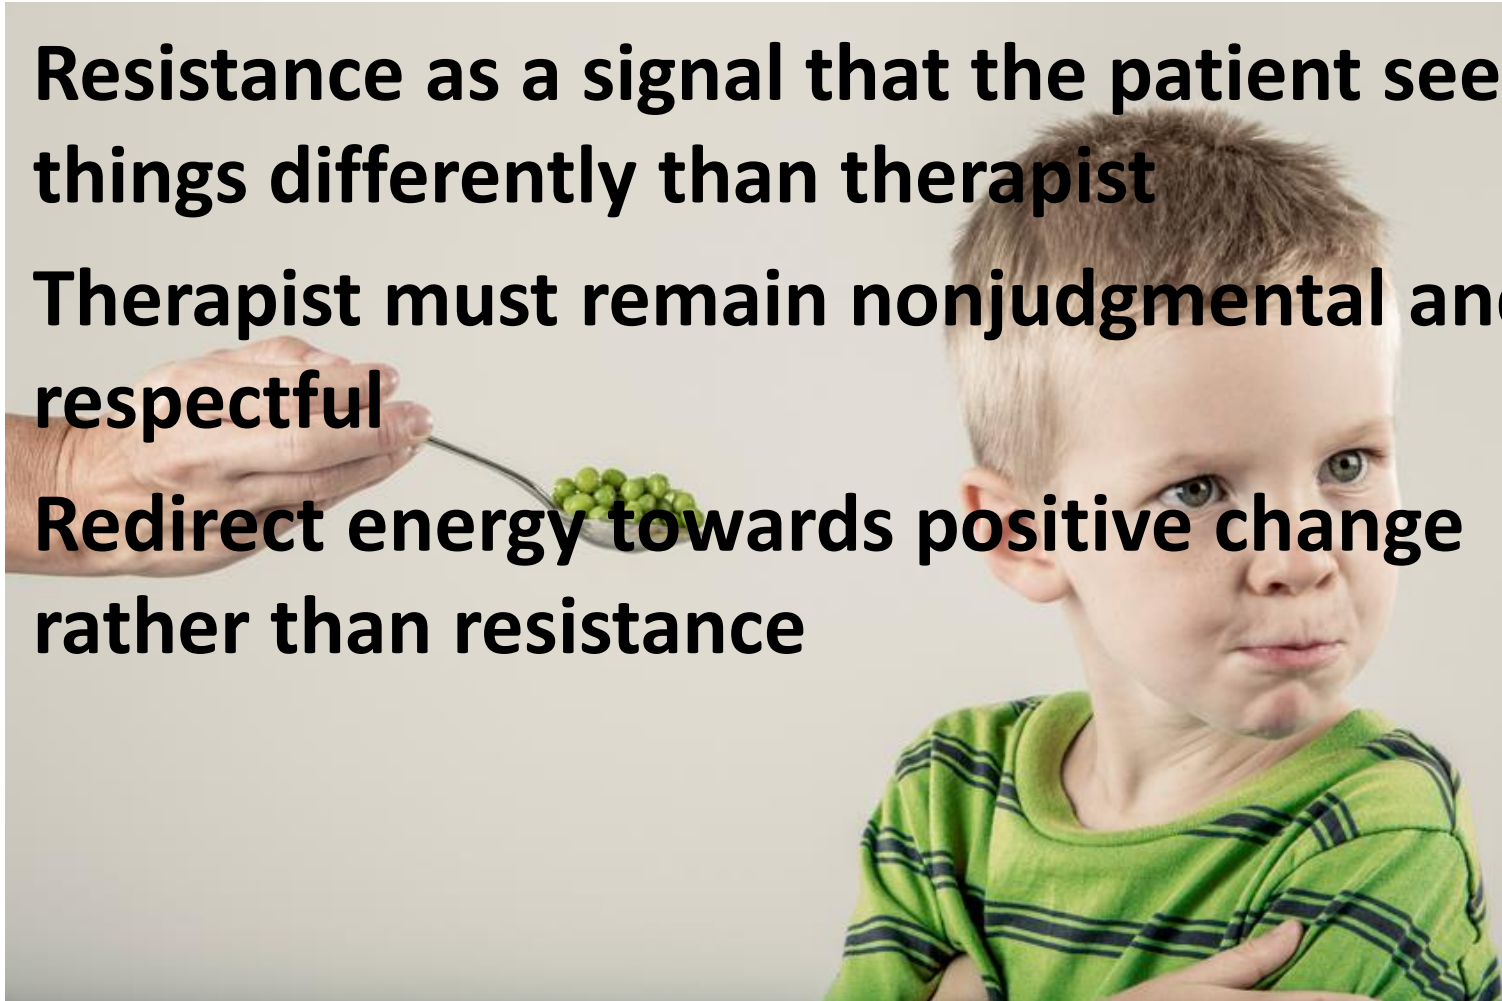 Resistance as a signal that the patient see
things differently than therapist
Therapist must remain nonjudgmental an
respectful
Redirect energy towards positive change
rather than resistance